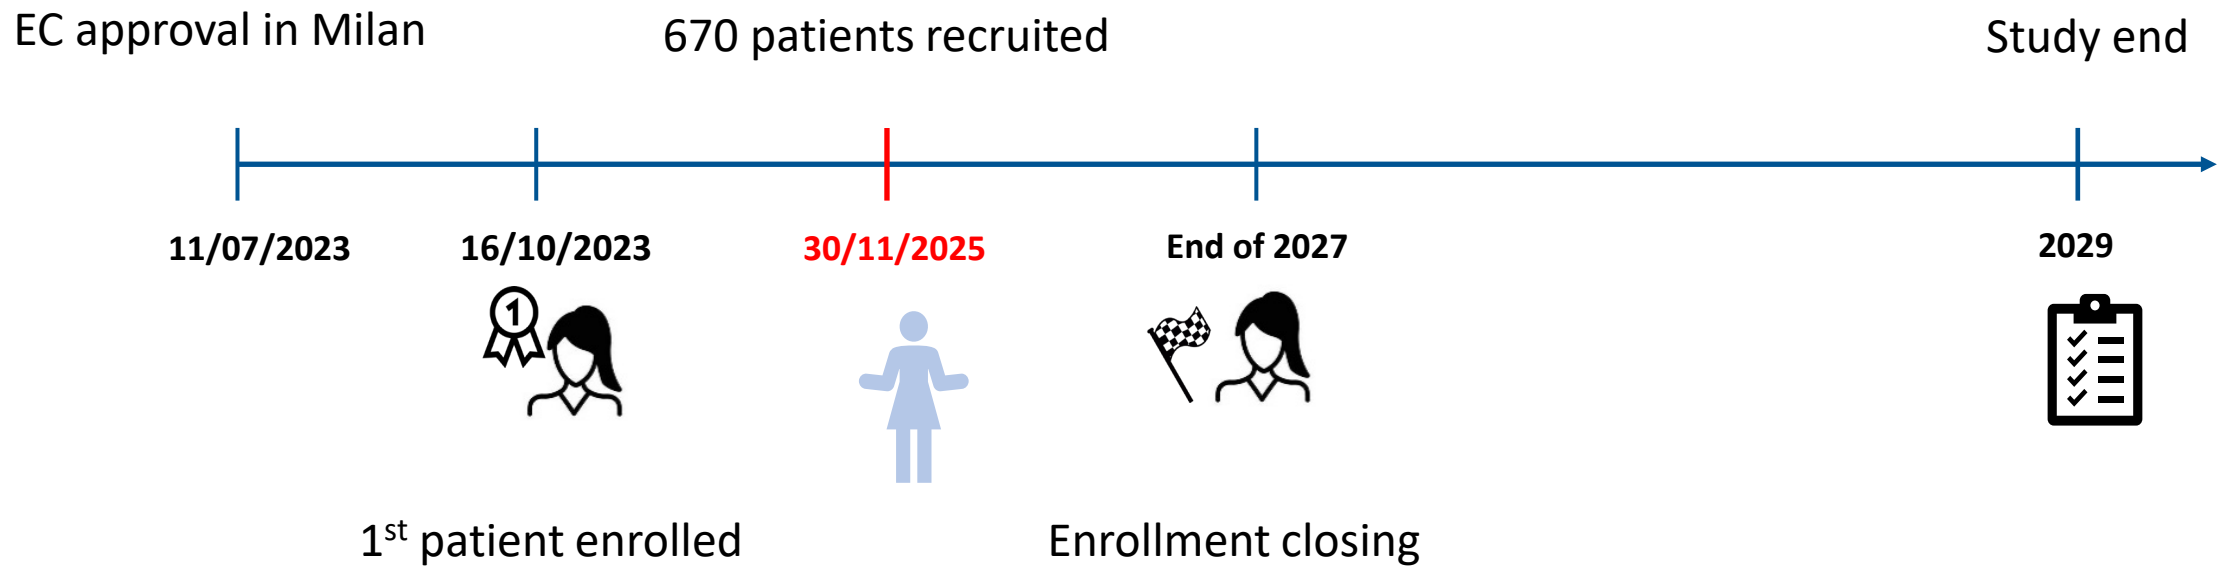 EC approval in Milan
670 patients recruited
Study end
11/07/2023
16/10/2023
30/11/2025
End of 2027
2029
1
1st patient enrolled
Enrollment closing